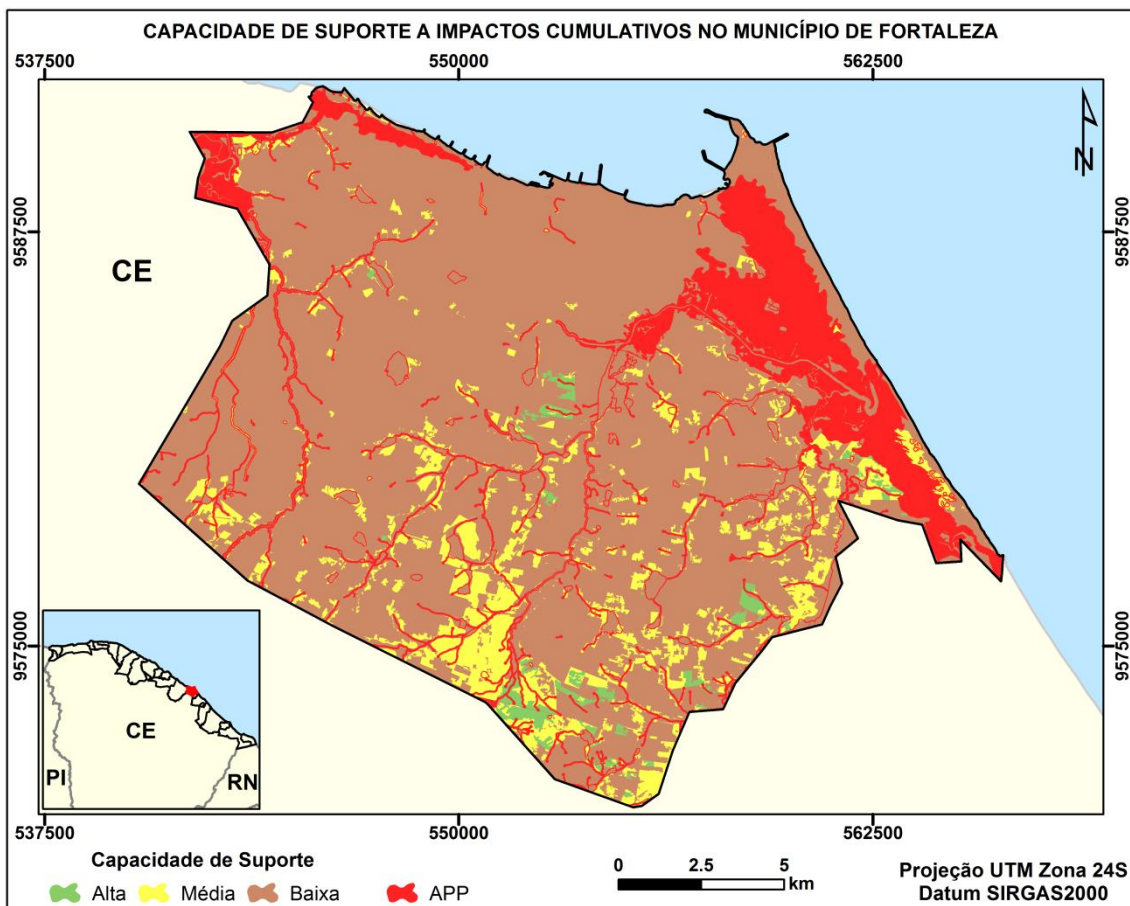 CAPACIDADE DE SUPORTE A IMPACTOS CUMULATIVOS NO MUNICÍPIO DE FORTALEZA
537500 550000 562500
9587500 9587500
CE
N
9575000 9575000
CE
PI
RN
537500 550000 562500
Capacidade de Suporte
Alta Média Baixa APP
0 2.5 5
km
Projeção UTM Zona 24S
Datum SIRGAS2000